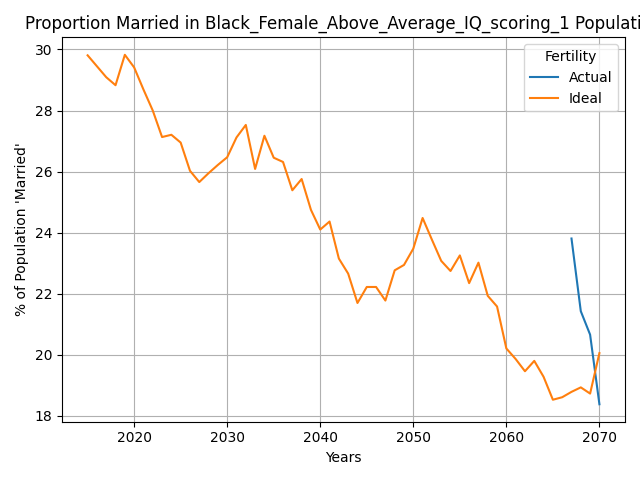 Proportion Married in Black_Female_Above_Average_IQ_scoring_1 Populati
Fertility
Actual
Ideal
% of Population 'Married'
30
28
26
24
22
20
18
2020 2030 2040 2050 2060 2070
Years